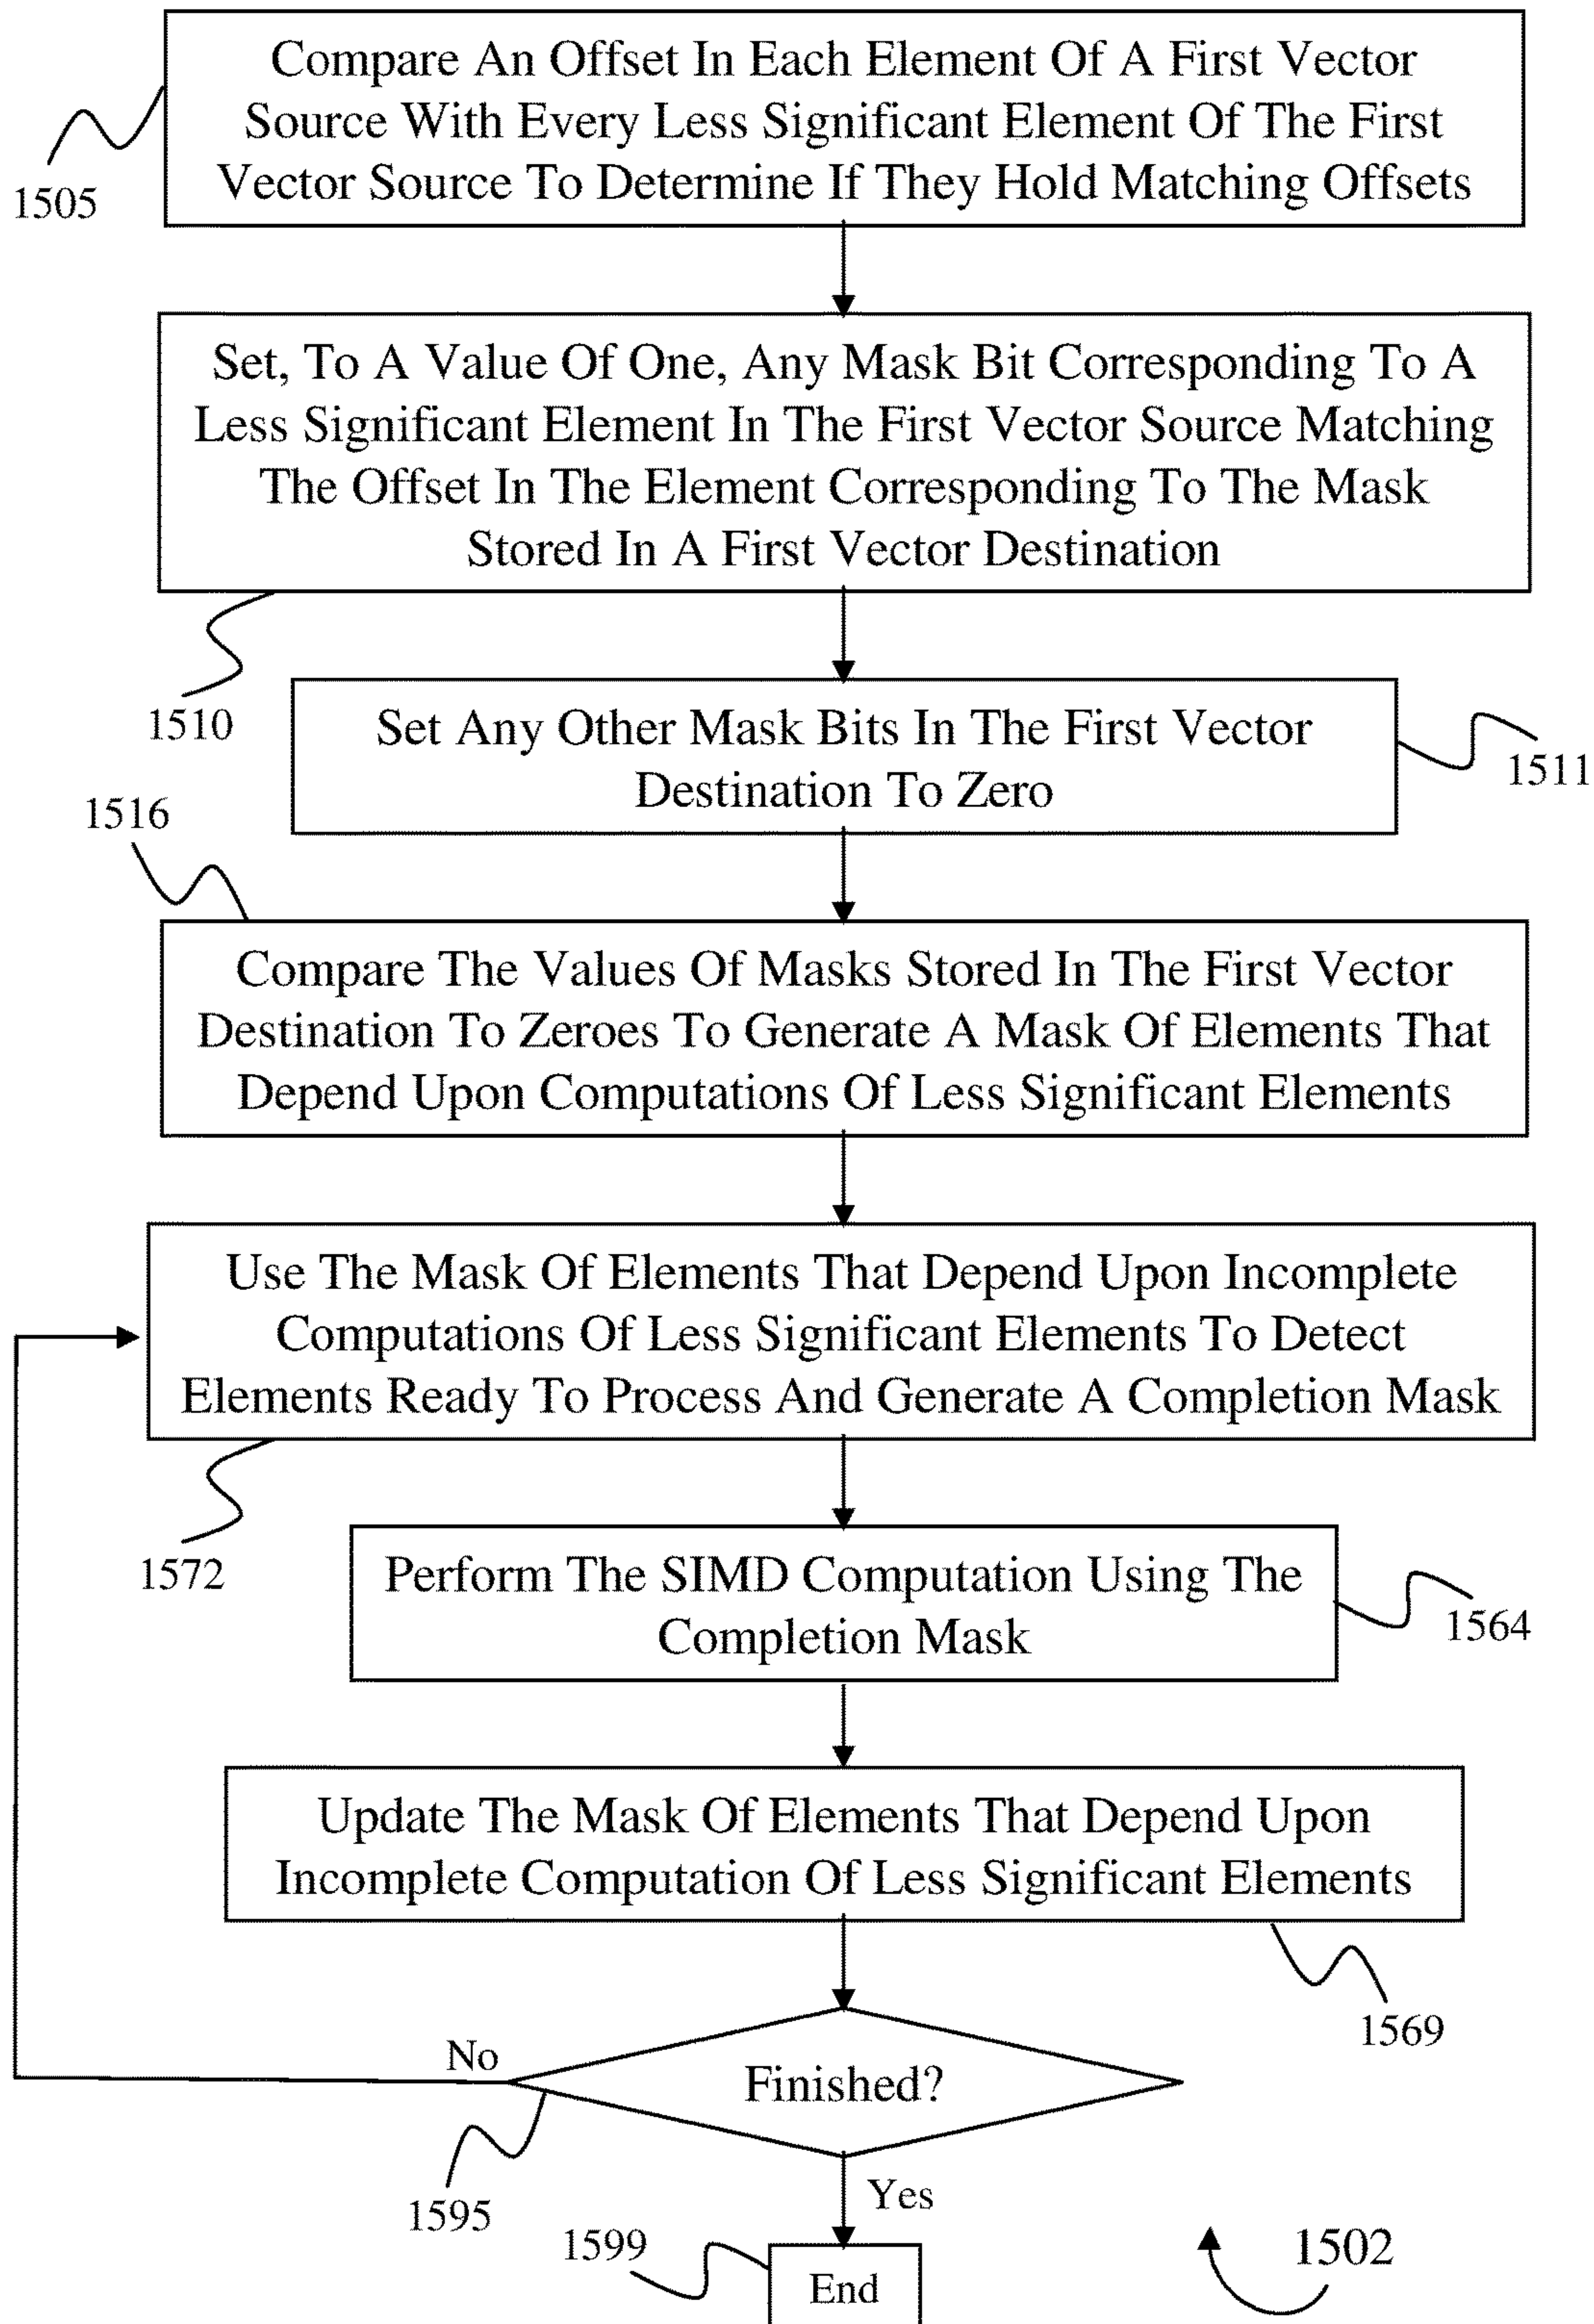 Compare An Offset In Each Element Of A First Vector
Source With Every Less Significant Element Of The First
Vector Source To Determine If They Hold Matching Offsets
1505
Set, To A Value Of One, Any Mask Bit Corresponding To A
Less Significant Element In The First Vector Source Matching
The Offset In The Element Corresponding To The Mask
Stored In A First Vector Destination
1510
Set Any Other Mask Bits In The First Vector
Destination To Zero
1511
1516
Compare The Values Of Masks Stored In The First Vector
Destination To Zeroes To Generate A Mask Of Elements That
Depend Upon Computations Of Less Significant Elements
Use The Mask Of Elements That Depend Upon Incomplete
Computations Of Less Significant Elements To Detect
Elements Ready To Process And Generate A Completion Mask
1572
Perform The SIMD Computation Using The
Completion Mask
1564
Update The Mask Of Elements That Depend Upon
Incomplete Computation Of Less Significant Elements
1569
No
Finished?
1595
Yes
1599
End
1502